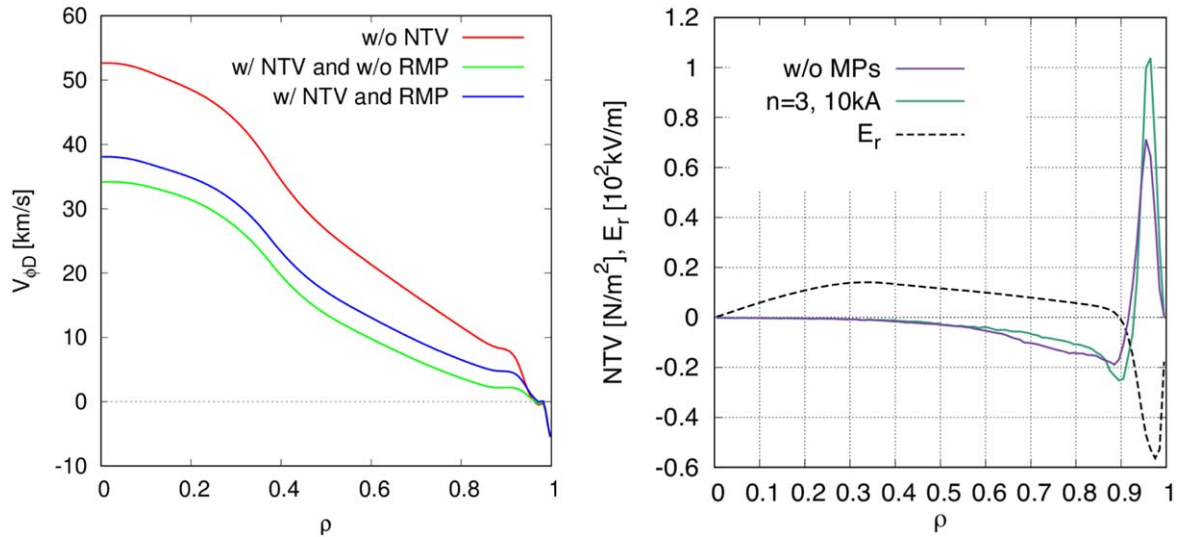 60
50
40
30
20
10
0
-10
V_ϕD [km/s]
w/o NTV
w/ NTV and w/o RMP
w/ NTV and RMP
0 0.2 0.4 0.6 0.8 1
ρ
1.2
1
0.8
0.6
0.4
0.2
0
-0.2
-0.4
-0.6
NTV [N/m²], E_r [10²kV/m]
w/o MPs
n=3, 10kA
E_r
0 0.1 0.2 0.3 0.4 0.5 0.6 0.7 0.8 0.9 1
ρ